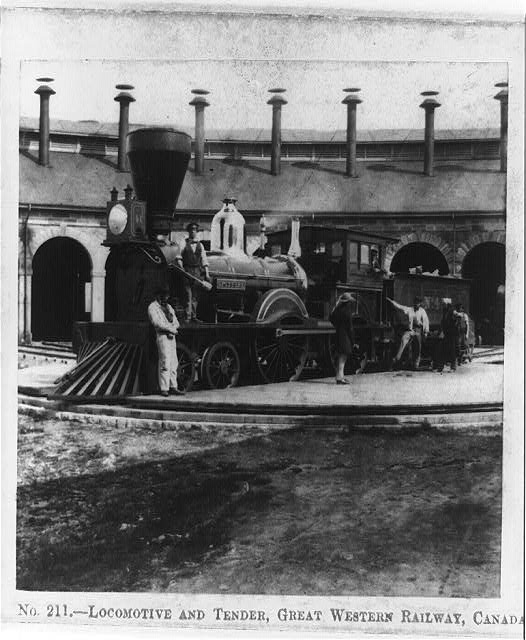 No. 211.—Locomotive and Tender, Great Western Railway, Canada